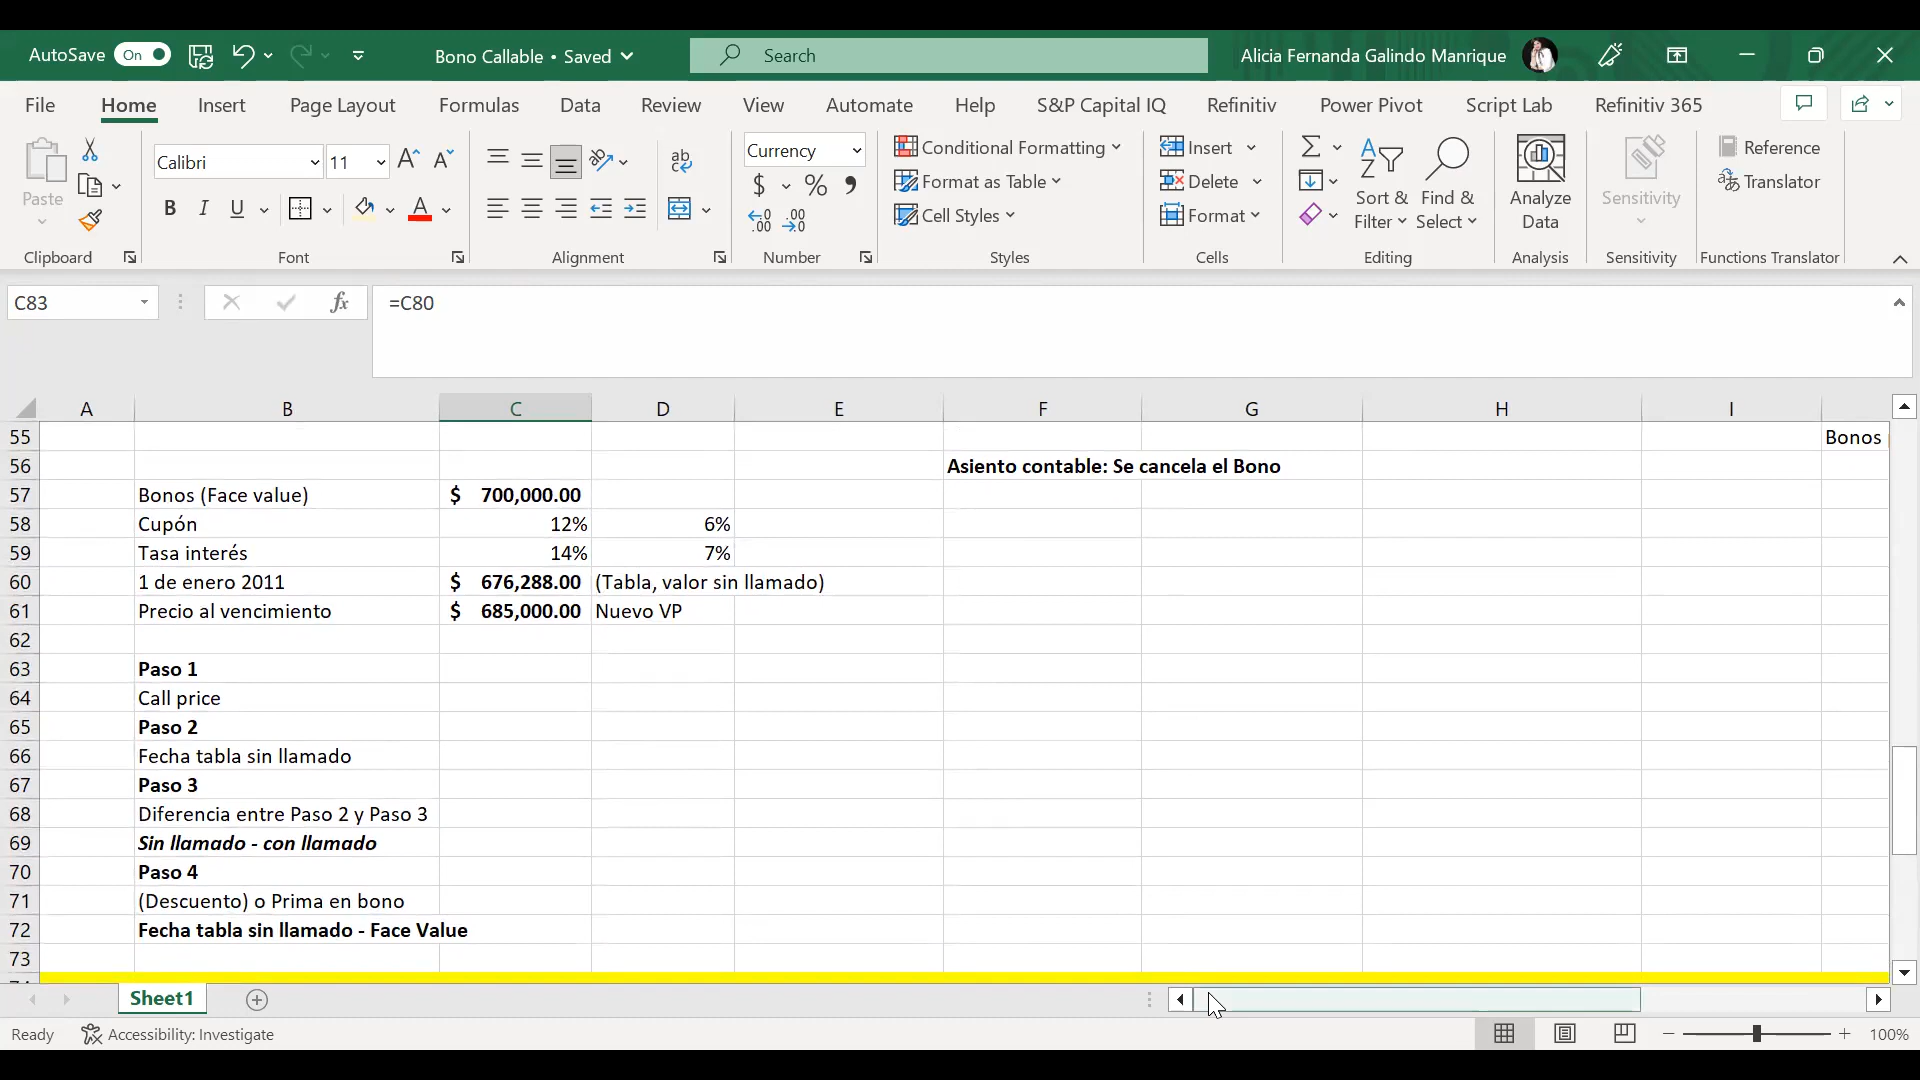 AutoSave On Bono Callable • Saved Search Alicia Fernanda Galindo Manrique
File Home Insert Page Layout Formulas Data Review View Automate Help S&P Capital IQ Refinitiv Power Pivot Script Lab Refinitiv 365
Paste
Calibri 11
B I U A
ab
Currency
$ % 9
Conditional Formatting
Format as Table
Cell Styles
Insert
Delete
Format
Sort & Filter
Find & Select
Analyze Data
Sensitivity
Reference
Translator
Clipboard Font Alignment Number Styles Cells Editing Analysis Sensitivity Functions Translator
C83 fx =C80
A B C D E F G H I
55 Bonos
56 Asiento contable: Se cancela el Bono
57 Bonos (Face value) $ 700,000.00
58 Cupón 12% 6%
59 Tasa interés 14% 7%
60 1 de enero 2011 $ 676,288.00 (Tabla, valor sin llamado)
61 Precio al vencimiento $ 685,000.00 Nuevo VP
62
63 Paso 1
64 Call price
65 Paso 2
66 Fecha tabla sin llamado
67 Paso 3
68 Diferencia entre Paso 2 y Paso 3
69 Sin llamado - con llamado
70 Paso 4
71 (Descuento) o Prima en bono
72 Fecha tabla sin llamado - Face Value
73
Sheet1
Ready Accessibility: Investigate 100%